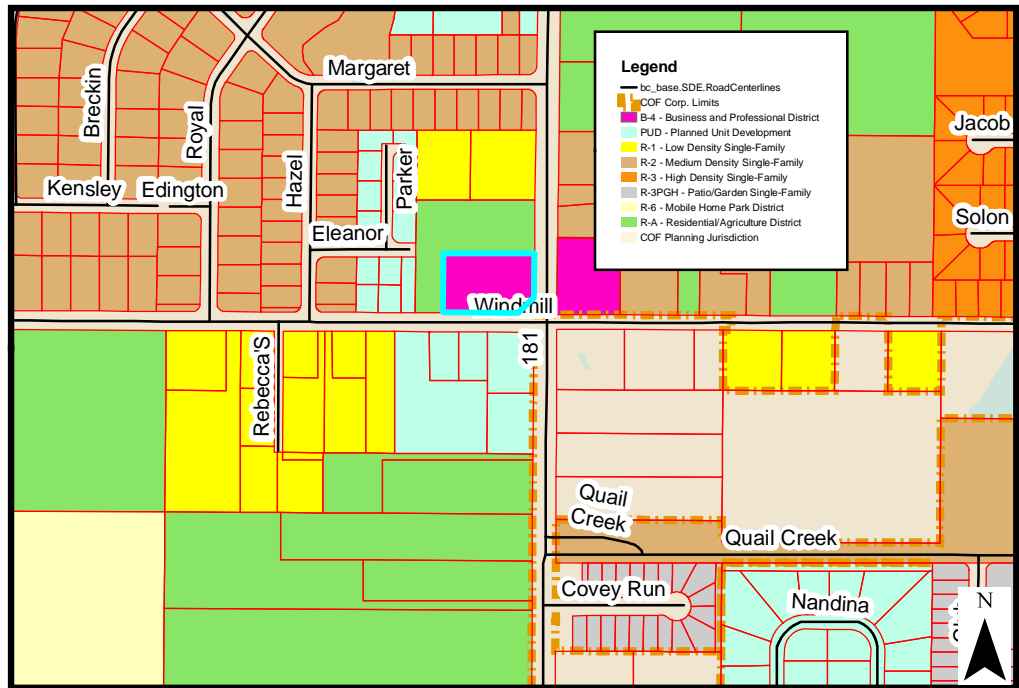 Margaret
Breckin
Royal
Hazel
Parker
Kensley
Edington
Eleanor
Windmill
181
Rebecca'S
Legend
bc_base.SDE.RoadCenterlines
COF Corp. Limits
B-4 - Business and Professional District
PUD - Planned Unit Development
R-1 - Low Density Single-Family
R-2 - Medium Density Single-Family
R-3 - High Density Single-Family
R-3PGH - Patio/Garden Single-Family
R-6 - Mobile Home Park District
R-A - Residential/Agriculture District
COF Planning Jurisdiction
Jacob
Solon
Quail
Creek
Quail Creek
Covey Run
Nandina
N